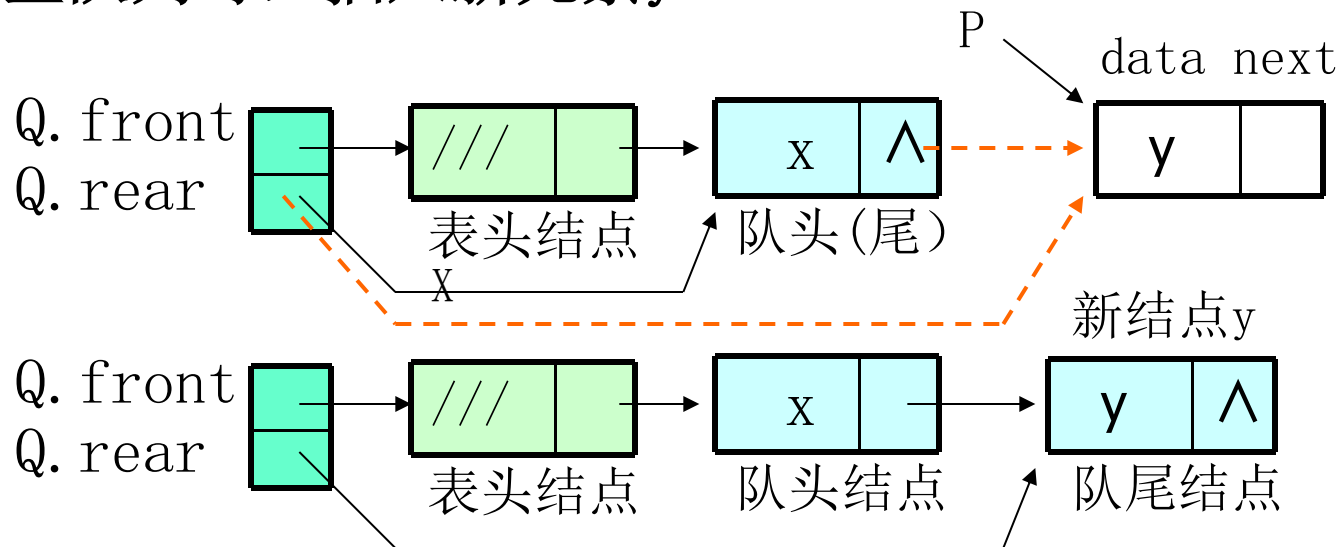 P
data next
Q.front /// x ∧ y
Q.rear
表头结点 队头(尾)
X
新结点y
Q.front /// x y ∧
Q.rear
表头结点 队头结点 队尾结点